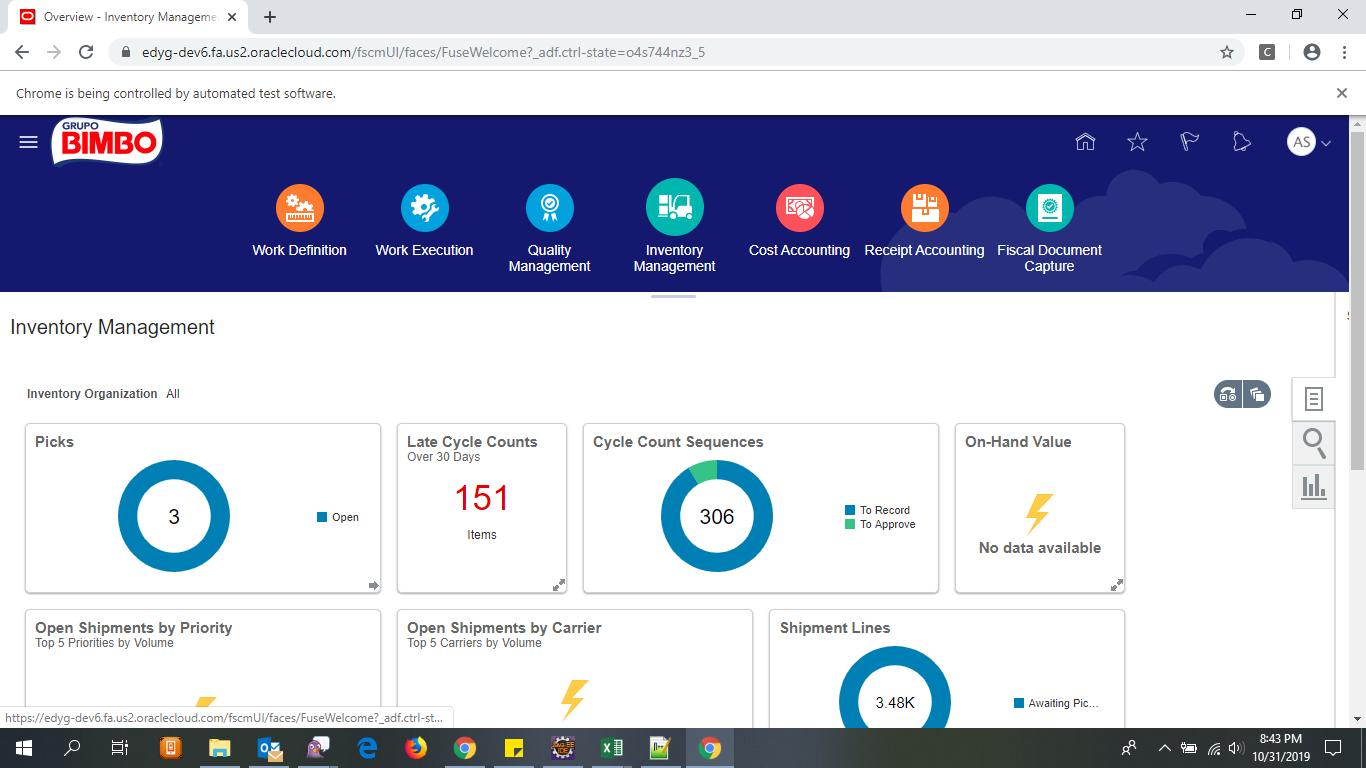 Overview - Inventory Manageme
edyg-dev6.fa.us2.oraclecloud.com/fscmUI/faces/FuseWelcome?_adf.ctrl-state=o4s744nz3_5
C
Chrome is being controlled by automated test software.
GRUPO
BIMBO
AS
Work Definition
Work Execution
Quality
Management
Inventory
Management
Cost Accounting
Receipt Accounting
Fiscal Document
Capture
Inventory Management
Inventory Organization All
Picks
3
Open
Late Cycle Counts
Over 30 Days
151
Items
Cycle Count Sequences
306
To Record
To Approve
On-Hand Value
No data available
Open Shipments by Priority
Top 5 Priorities by Volume
Open Shipments by Carrier
Top 5 Carriers by Volume
Shipment Lines
3.48K
Awaiting Pic...
https://edyg-dev6.fa.us2.oraclecloud.com/fscmUI/faces/FuseWelcome?_adf.ctrl-st...
8:43 PM
10/31/2019